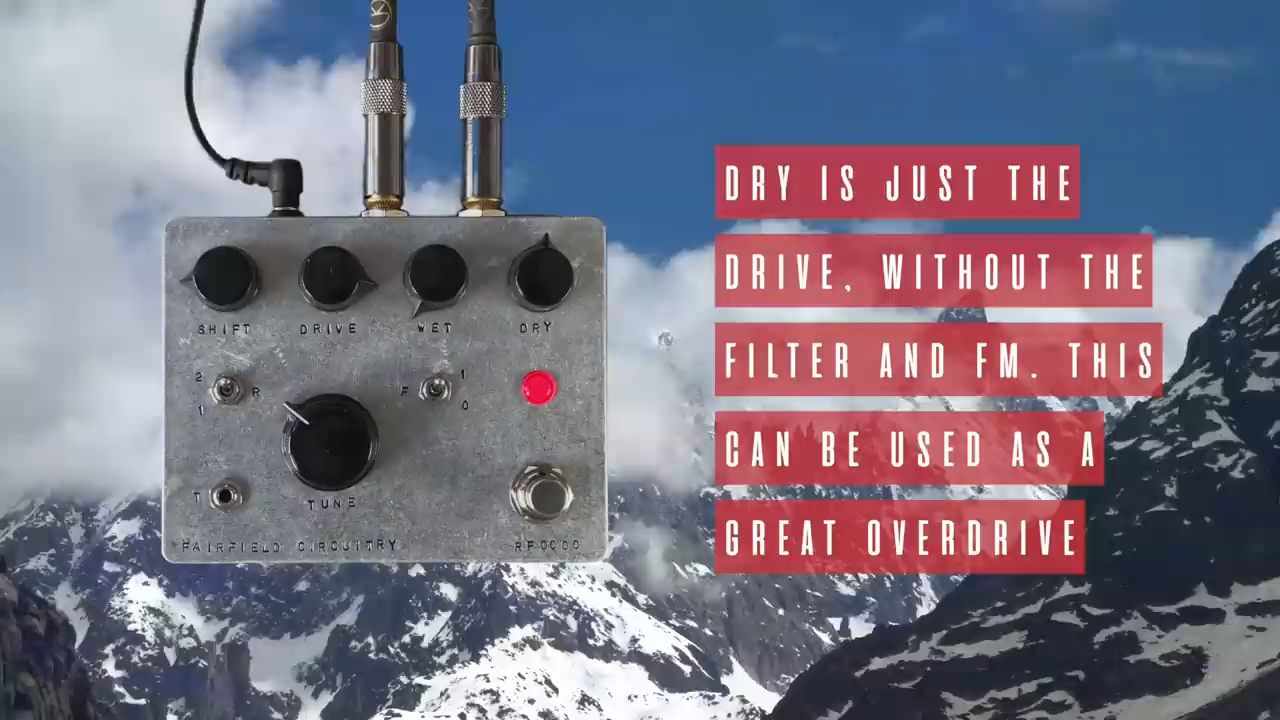 DRY IS JUST THE
DRIVE, WITHOUT THE
FILTER AND FM. THIS
CAN BE USED AS A
GREAT OVERDRIVE
SHIFT DRIVE WET DRY
2 R 1
F 1 0
T
TUNE
FAIRFIELD CIRCUITRY